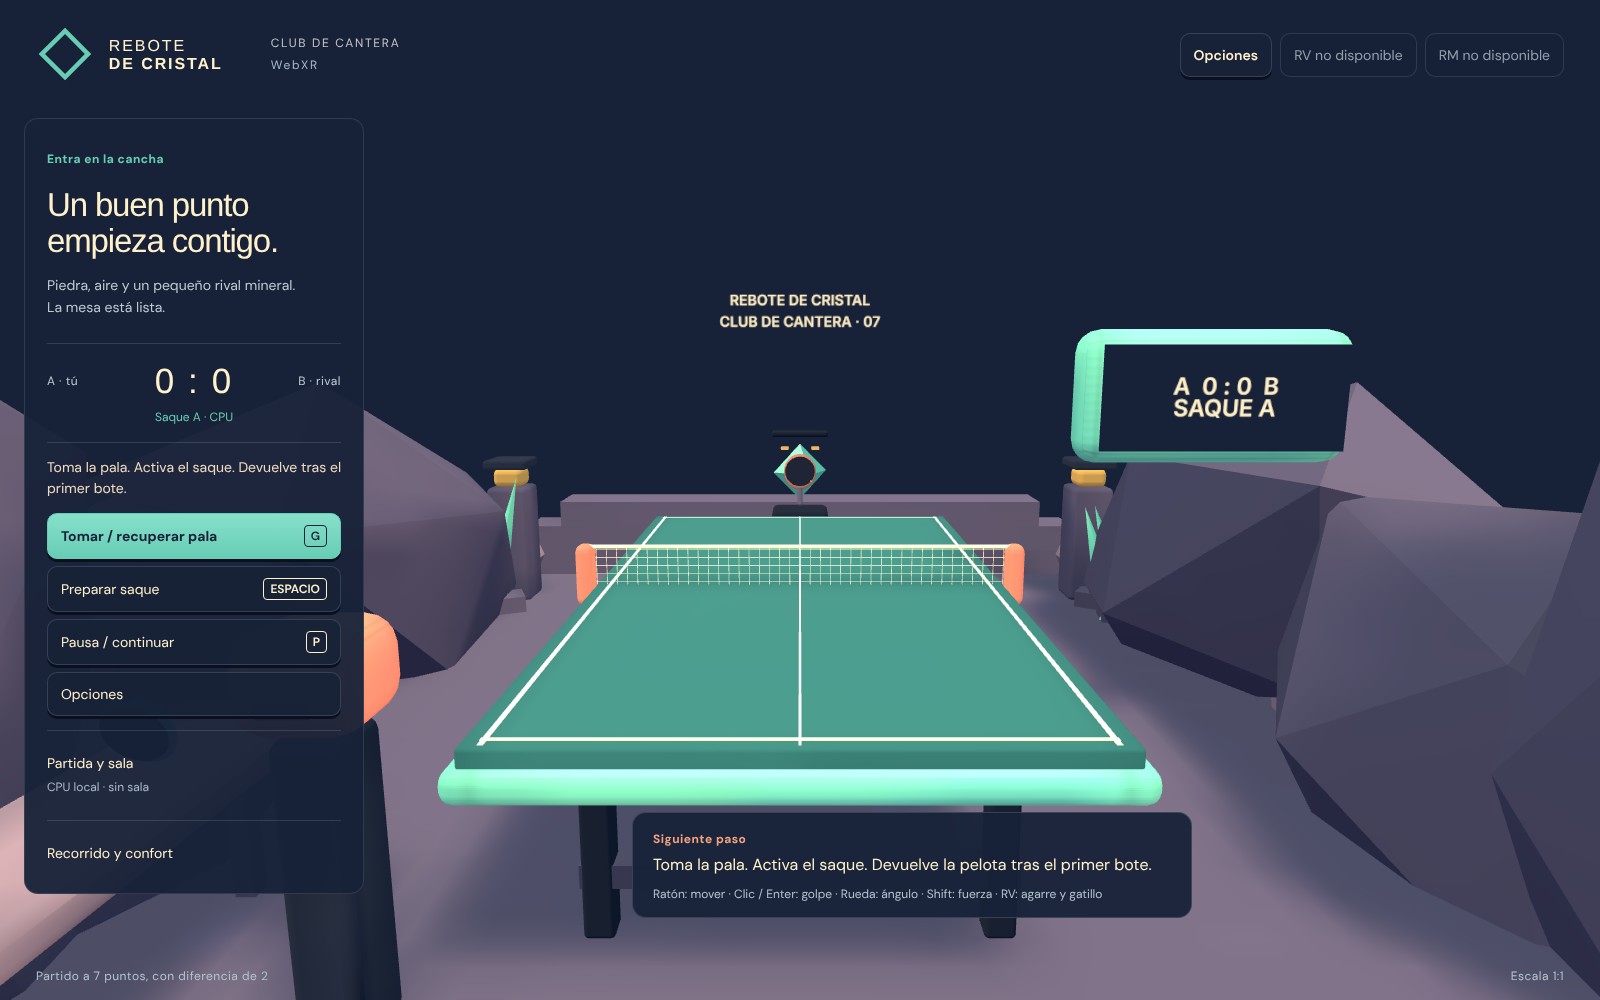 REBOTE
DE CRISTAL
CLUB DE CANTERA
WebXR
Opciones
RV no disponible
RM no disponible
Entra en la cancha
Un buen punto
empieza contigo.
Piedra, aire y un pequeño rival mineral.
La mesa está lista.
A · tú
0 : 0
B · rival
Saque A · CPU
Toma la pala. Activa el saque. Devuelve tras el
primer bote.
Tomar / recuperar pala
G
Preparar saque
ESPACIO
Pausa / continuar
P
Opciones
Partida y sala
CPU local · sin sala
Recorrido y confort
REBOTE DE CRISTAL
CLUB DE CANTERA · 07
A 0:0 B
SAQUE A
Siguiente paso
Toma la pala. Activa el saque. Devuelve la pelota tras el primer bote.
Ratón: mover · Clic / Enter: golpe · Rueda: ángulo · Shift: fuerza · RV: agarre y gatillo
Partido a 7 puntos, con diferencia de 2
Escala 1:1